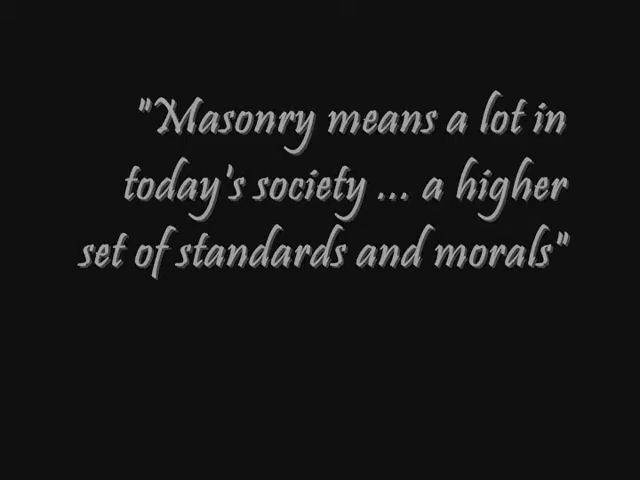 "Masonry means a lot in
today's society ... a higher
set of standards and morals"